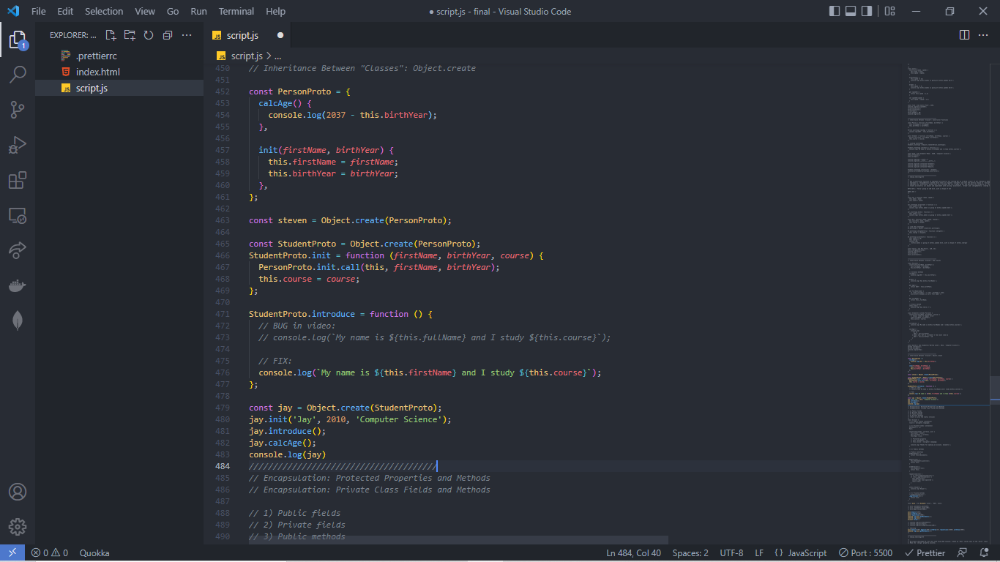 File Edit Selection View Go Run Terminal Help
● script.js - final - Visual Studio Code
1
EXPLORER: ...
.prettierrc
index.html
JS script.js
JS script.js ●
JS script.js > ...
450 // Inheritance Between "Classes": Object.create
451
452 const PersonProto = {
453   calcAge() {
454     console.log(2037 - this.birthYear);
455   },
456
457   init(firstName, birthYear) {
458     this.firstName = firstName;
459     this.birthYear = birthYear;
460   },
461 };
462
463 const steven = Object.create(PersonProto);
464
465 const StudentProto = Object.create(PersonProto);
466 StudentProto.init = function (firstName, birthYear, course) {
467   PersonProto.init.call(this, firstName, birthYear);
468   this.course = course;
469 };
470
471 StudentProto.introduce = function () {
472   // BUG in video:
473   // console.log(`My name is ${this.fullName} and I study ${this.course}`);
474
475   // FIX:
476   console.log(`My name is ${this.firstName} and I study ${this.course}`);
477 };
478
479 const jay = Object.create(StudentProto);
480 jay.init('Jay', 2010, 'Computer Science');
481 jay.introduce();
482 jay.calcAge();
483 console.log(jay)
484 ///////////////////////////////////////
485 // Encapsulation: Protected Properties and Methods
486 // Encapsulation: Private Class Fields and Methods
487
488 // 1) Public fields
489 // 2) Private fields
490 // 3) Public methods
0 0 Quokka
Ln 484, Col 40 Spaces: 2 UTF-8 LF { } JavaScript Port : 5500 Prettier